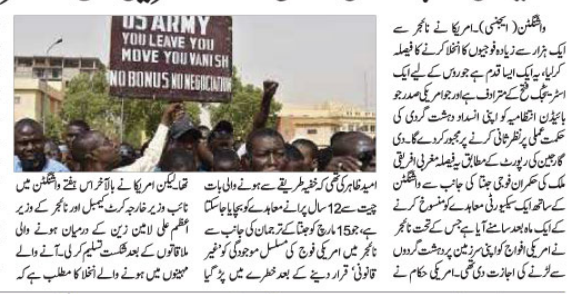 واشنگٹن (ایجنسی)۔امریکا نے نائجر سے
ایک ہزار سے زیادہ فوجیوں کا انخلا کرنے کا فیصلہ
کرلیا، یہ ایک ایسا قدم ہے جو روس کے لیے ایک
اسٹریٹجک فتح کے مترادف ہے اور جو امریکی صدر جو
بائیڈن انتظامیہ کو اپنی انسداد دہشت گردی کی
حکمت عملی پر نظر ثانی کرنے پر مجبور کردے گا۔دی
گارجین کی رپورٹ کے مطابق یہ فیصلہ مغربی افریقی
ملک کی حکمران فوجی جنتا کی جانب سے واشنگٹن
کے ساتھ ایک سیکیورٹی معاہدے کو منسوخ کرنے
کے ایک ماہ بعد سامنے آیا ہے جس کے تحت نائجر
نے امریکی افواج کو اپنی سرزمین پر دہشت گردوں
سے لڑنے کی اجازت دی تھی۔امریکی حکام نے
US ARMY
YOU LEAVE YOU
MOVE YOU VANISH
NO BONUS NO NEGOCIATION
امید ظاہر کی تھی کہ خفیہ طریقے سے ہونے والی بات
چیت سے 12 سال پرانے معاہدے کو بچایا جاسکتا
ہے، جو 15 مارچ کو جنتا کے ترجمان کی جانب سے
نائجر میں امریکی فوج کی مسلسل موجودگی کو ’غیر
قانونی‘ قرار دینے کے بعد خطرے میں پڑ گیا
تھا۔لیکن امریکا نے بالآخر اس ہفتے واشنگٹن میں
نائب وزیر خارجہ کرٹ کیمبل اور نائجر کے وزیر
اعظم علی لامین زین کے درمیان ہونے والی
ملاقاتوں کے بعد شکست تسلیم کرلی۔آنے والے
مہینوں میں ہونے والے انخلا کا مطلب ہے کہ